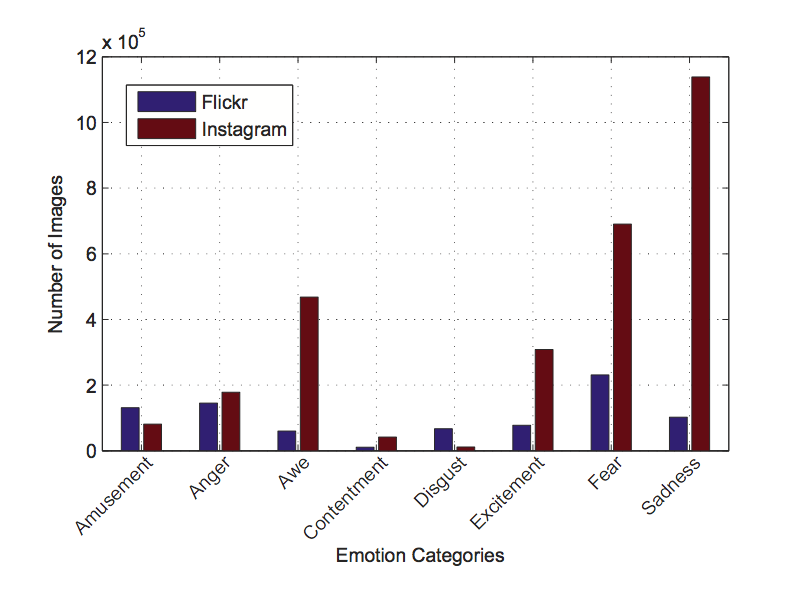 x 10^5
12
10
8
6
4
2
0
Number of Images
Flickr
Instagram
Amusement
Anger
Awe
Contentment
Disgust
Excitement
Fear
Sadness
Emotion Categories